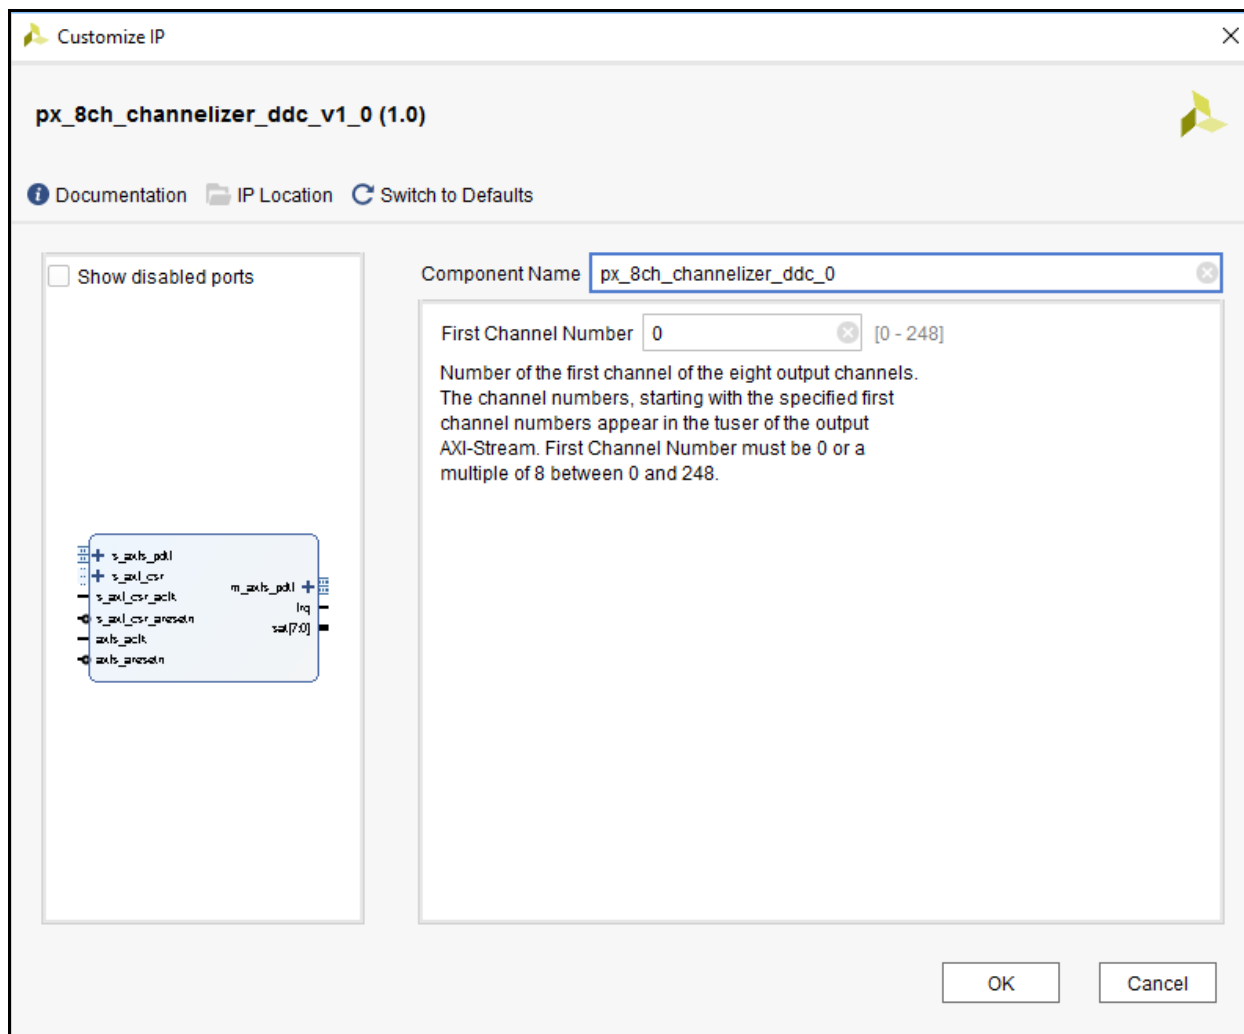 Customize IP
px_8ch_channelizer_ddc_v1_0 (1.0)
Documentation IP Location Switch to Defaults
Show disabled ports
s_axis_pdti
s_axi_csr
s_axi_csr_aclk
s_axi_csr_aresetn
axis_aclk
axis_aresetn
m_axis_pdti
irq
sat[7:0]
Component Name px_8ch_channelizer_ddc_0
First Channel Number 0 [0 - 248]
Number of the first channel of the eight output channels.
The channel numbers, starting with the specified first
channel numbers appear in the tuser of the output
AXI-Stream. First Channel Number must be 0 or a
multiple of 8 between 0 and 248.
OK Cancel